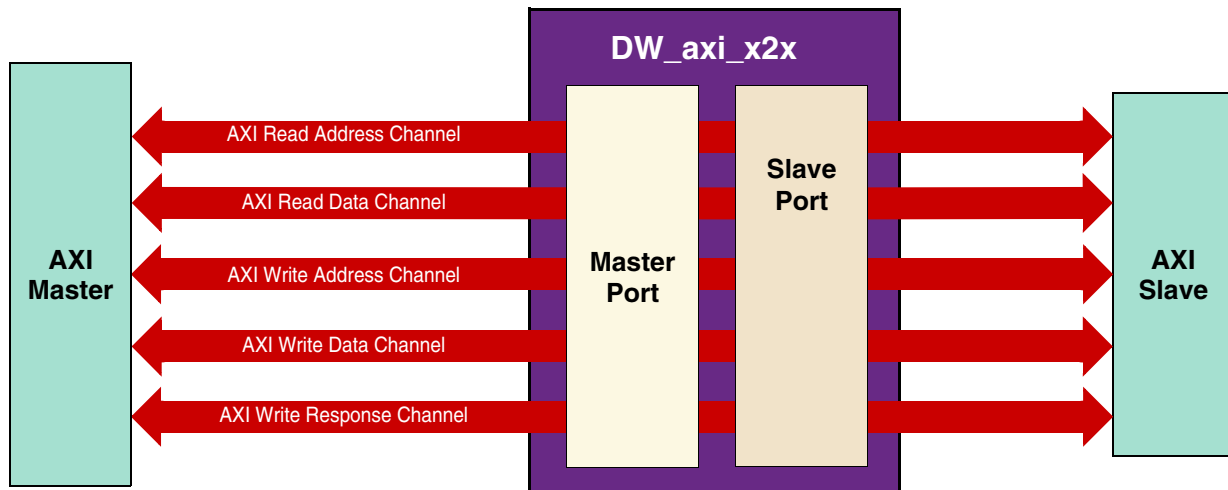 DW_axi_x2x
AXI Read Address Channel
AXI Read Data Channel
AXI Write Address Channel
AXI Write Data Channel
AXI Write Response Channel
AXI
Master
Master
Port
Slave
Port
AXI
Slave